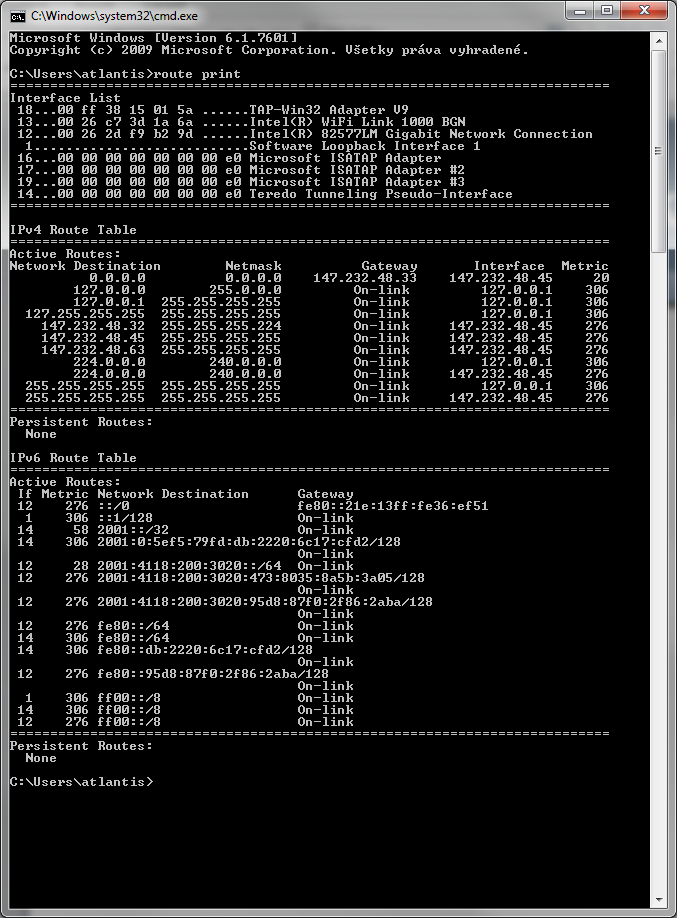 C:\Windows\system32\cmd.exe
Microsoft Windows [Version 6.1.7601]
Copyright (c) 2009 Microsoft Corporation. Všetky práva vyhradené.
C:\Users\atlantis>route print
===========================================================================
Interface List
 18...00 ff 38 15 01 5a ......TAP-Win32 Adapter V9
 13...00 26 c7 3d 1a 6a ......Intel(R) WiFi Link 1000 BGN
 12...00 26 2d f9 b2 9d ......Intel(R) 82577LM Gigabit Network Connection
  1...........................Software Loopback Interface 1
 16...00 00 00 00 00 00 00 e0 Microsoft ISATAP Adapter
 17...00 00 00 00 00 00 00 e0 Microsoft ISATAP Adapter #2
 19...00 00 00 00 00 00 00 e0 Microsoft ISATAP Adapter #3
 14...00 00 00 00 00 00 00 e0 Teredo Tunneling Pseudo-Interface
===========================================================================
IPv4 Route Table
===========================================================================
Active Routes:
Network Destination        Netmask          Gateway       Interface  Metric
          0.0.0.0          0.0.0.0    147.232.48.33    147.232.48.45     20
        127.0.0.0        255.0.0.0         On-link         127.0.0.1    306
        127.0.0.1  255.255.255.255         On-link         127.0.0.1    306
  127.255.255.255  255.255.255.255         On-link         127.0.0.1    306
    147.232.48.32  255.255.255.224         On-link     147.232.48.45    276
    147.232.48.45  255.255.255.255         On-link     147.232.48.45    276
    147.232.48.63  255.255.255.255         On-link     147.232.48.45    276
        224.0.0.0        240.0.0.0         On-link         127.0.0.1    306
        224.0.0.0        240.0.0.0         On-link     147.232.48.45    276
  255.255.255.255  255.255.255.255         On-link         127.0.0.1    306
  255.255.255.255  255.255.255.255         On-link     147.232.48.45    276
===========================================================================
Persistent Routes:
  None
IPv6 Route Table
===========================================================================
Active Routes:
 If Metric Network Destination      Gateway
 12    276 ::/0                     fe80::21e:13ff:fe36:ef51
  1    306 ::1/128                  On-link
 14     58 2001::/32                On-link
 14    306 2001:0:5ef5:79fd:db:2220:6c17:cfd2/128
                                    On-link
 12     28 2001:4118:200:3020::/64  On-link
 12    276 2001:4118:200:3020:473:8035:8a5b:3a05/128
                                    On-link
 12    276 2001:4118:200:3020:95d8:87f0:2f86:2aba/128
                                    On-link
 12    276 fe80::/64                On-link
 14    306 fe80::/64                On-link
 14    306 fe80::db:2220:6c17:cfd2/128
                                    On-link
 12    276 fe80::95d8:87f0:2f86:2aba/128
                                    On-link
  1    306 ff00::/8                 On-link
 14    306 ff00::/8                 On-link
 12    276 ff00::/8                 On-link
===========================================================================
Persistent Routes:
  None
C:\Users\atlantis>